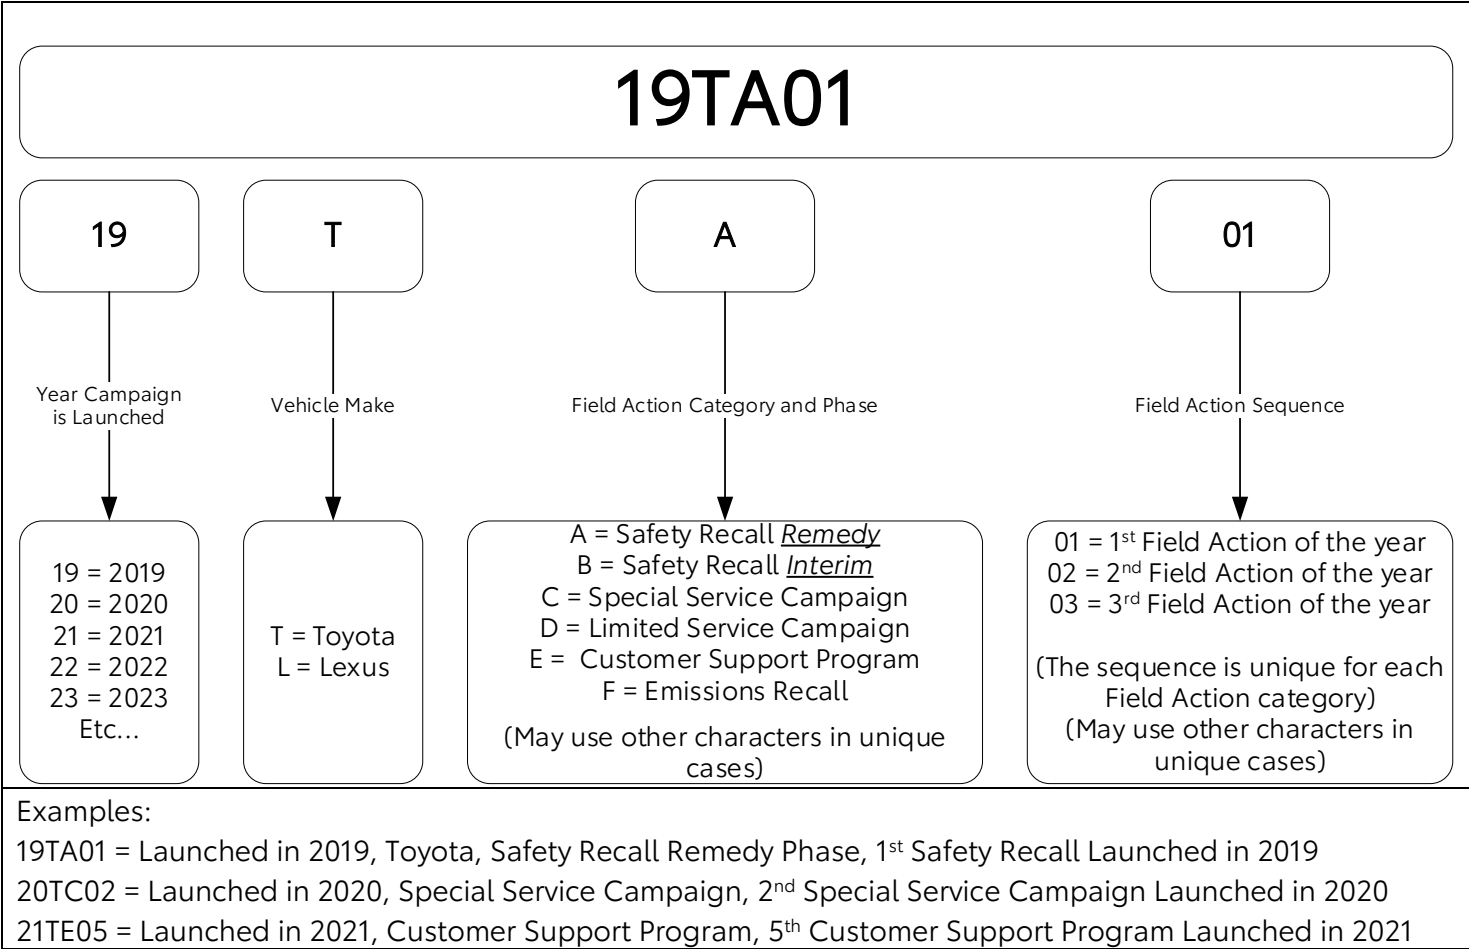 19TA01
19
T
A
01
Year Campaign
is Launched
Vehicle Make
Field Action Category and Phase
Field Action Sequence
19 = 2019
20 = 2020
21 = 2021
22 = 2022
23 = 2023
Etc...
T = Toyota
L = Lexus
A = Safety Recall Remedy
B = Safety Recall Interim
C = Special Service Campaign
D = Limited Service Campaign
E =  Customer Support Program
F = Emissions Recall
(May use other characters in unique
cases)
01 = 1st Field Action of the year
02 = 2nd Field Action of the year
03 = 3rd Field Action of the year
(The sequence is unique for each
Field Action category)
(May use other characters in
unique cases)
Examples:
19TA01 = Launched in 2019, Toyota, Safety Recall Remedy Phase, 1st Safety Recall Launched in 2019
20TC02 = Launched in 2020, Special Service Campaign, 2nd Special Service Campaign Launched in 2020
21TE05 = Launched in 2021, Customer Support Program, 5th Customer Support Program Launched in 2021